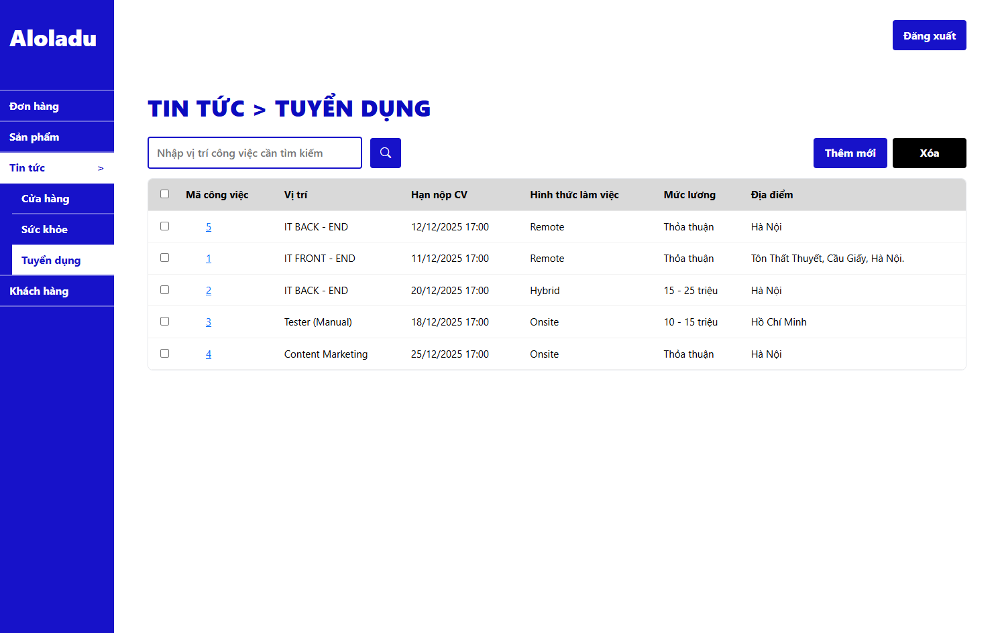 Aloladu
Đăng xuất
Đơn hàng
Sản phẩm
Tin tức >
Cửa hàng
Sức khỏe
Tuyển dụng
Khách hàng
TIN TỨC > TUYỂN DỤNG
Nhập vị trí công việc cần tìm kiếm
Thêm mới Xóa
Mã công việc Vị trí Hạn nộp CV Hình thức làm việc Mức lương Địa điểm
5 IT BACK - END 12/12/2025 17:00 Remote Thỏa thuận Hà Nội
1 IT FRONT - END 11/12/2025 17:00 Remote Thỏa thuận Tôn Thất Thuyết, Cầu Giấy, Hà Nội.
2 IT BACK - END 20/12/2025 17:00 Hybrid 15 - 25 triệu Hà Nội
3 Tester (Manual) 18/12/2025 17:00 Onsite 10 - 15 triệu Hồ Chí Minh
4 Content Marketing 25/12/2025 17:00 Onsite Thỏa thuận Hà Nội